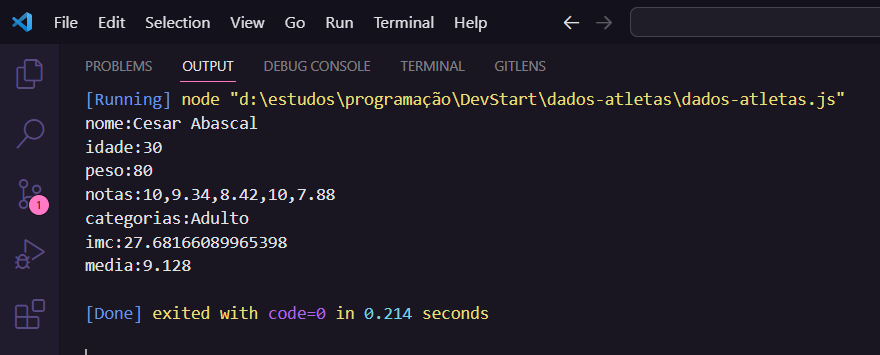 File Edit Selection View Go Run Terminal Help
PROBLEMS OUTPUT DEBUG CONSOLE TERMINAL GITLENS
[Running] node "d:\estudos\programação\DevStart\dados-atletas\dados-atletas.js"
nome:Cesar Abascal
idade:30
peso:80
notas:10,9.34,8.42,10,7.88
categorias:Adulto
1
imc:27.68166089965398
media:9.128
[Done] exited with code=0 in 0.214 seconds